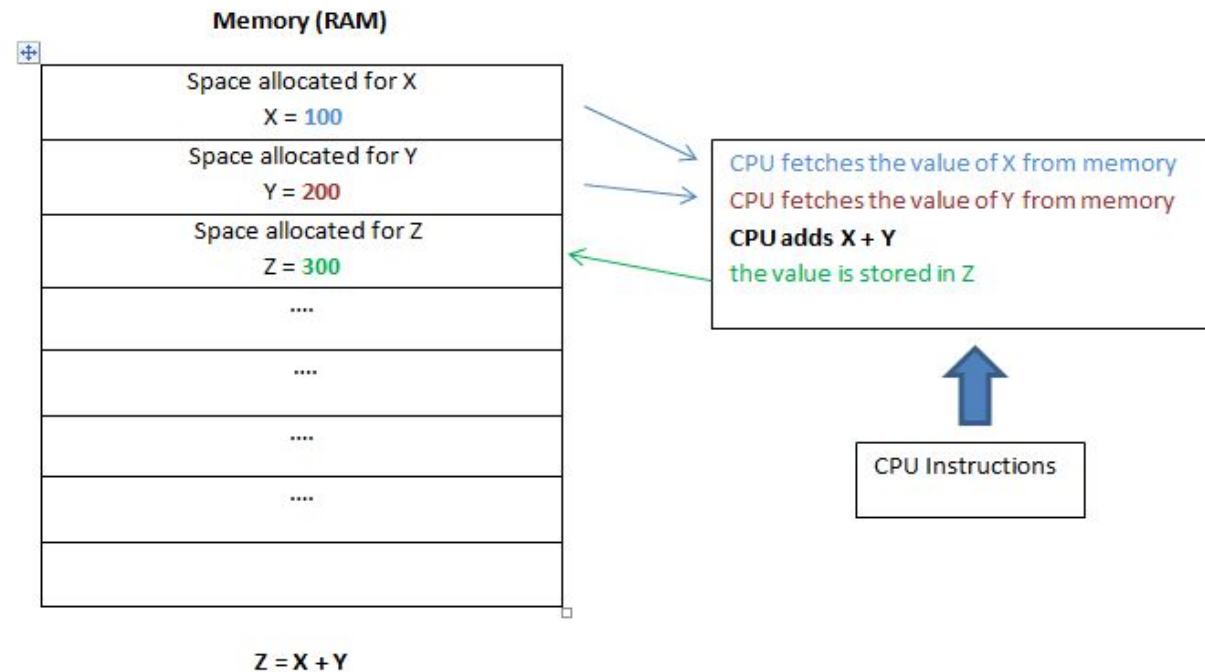 Memory (RAM)
Space allocated for X
X = 100
Space allocated for Y
Y = 200
Space allocated for Z
Z = 300
....
....
....
....
Z = X + Y
CPU fetches the value of X from memory
CPU fetches the value of Y from memory
CPU adds X + Y
the value is stored in Z
CPU Instructions